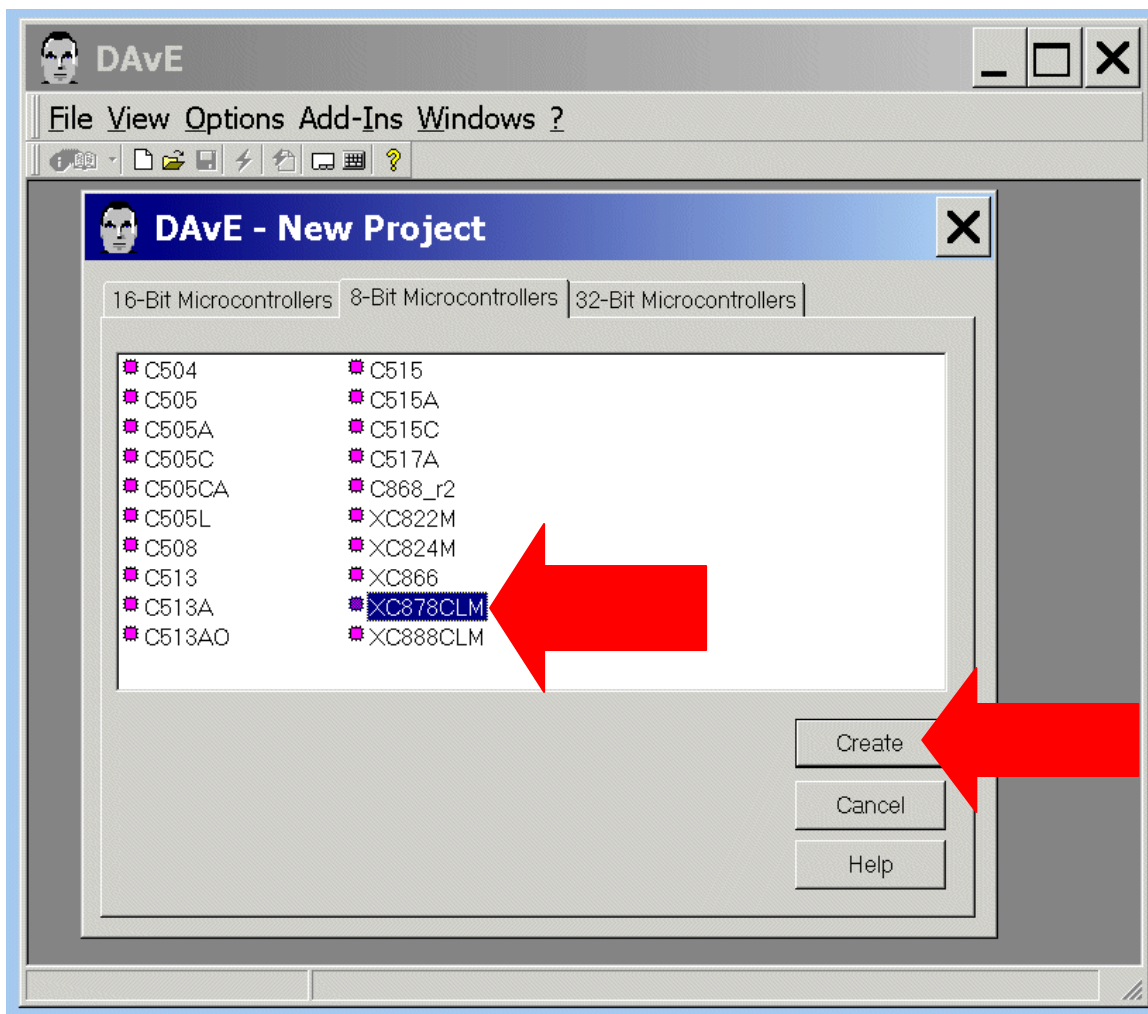 DAvE
File View Options Add-Ins Windows ?
DAvE - New Project
16-Bit Microcontrollers 8-Bit Microcontrollers 32-Bit Microcontrollers
C504
C505
C505A
C505C
C505CA
C505L
C508
C513
C513A
C513AO
C515
C515A
C515C
C517A
C868_r2
XC822M
XC824M
XC866
XC878CLM
XC888CLM
Create
Cancel
Help